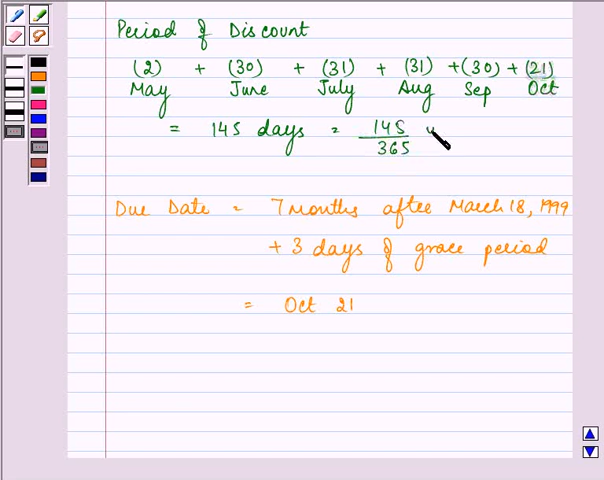 Period of Discount
(2) + (30) + (31) + (31) + (30) + (21)
May June July Aug Sep Oct
= 145 days = 145/365 y
Due Date = 7 Months after March 18, 1999
+ 3 days of grace period
= Oct 21